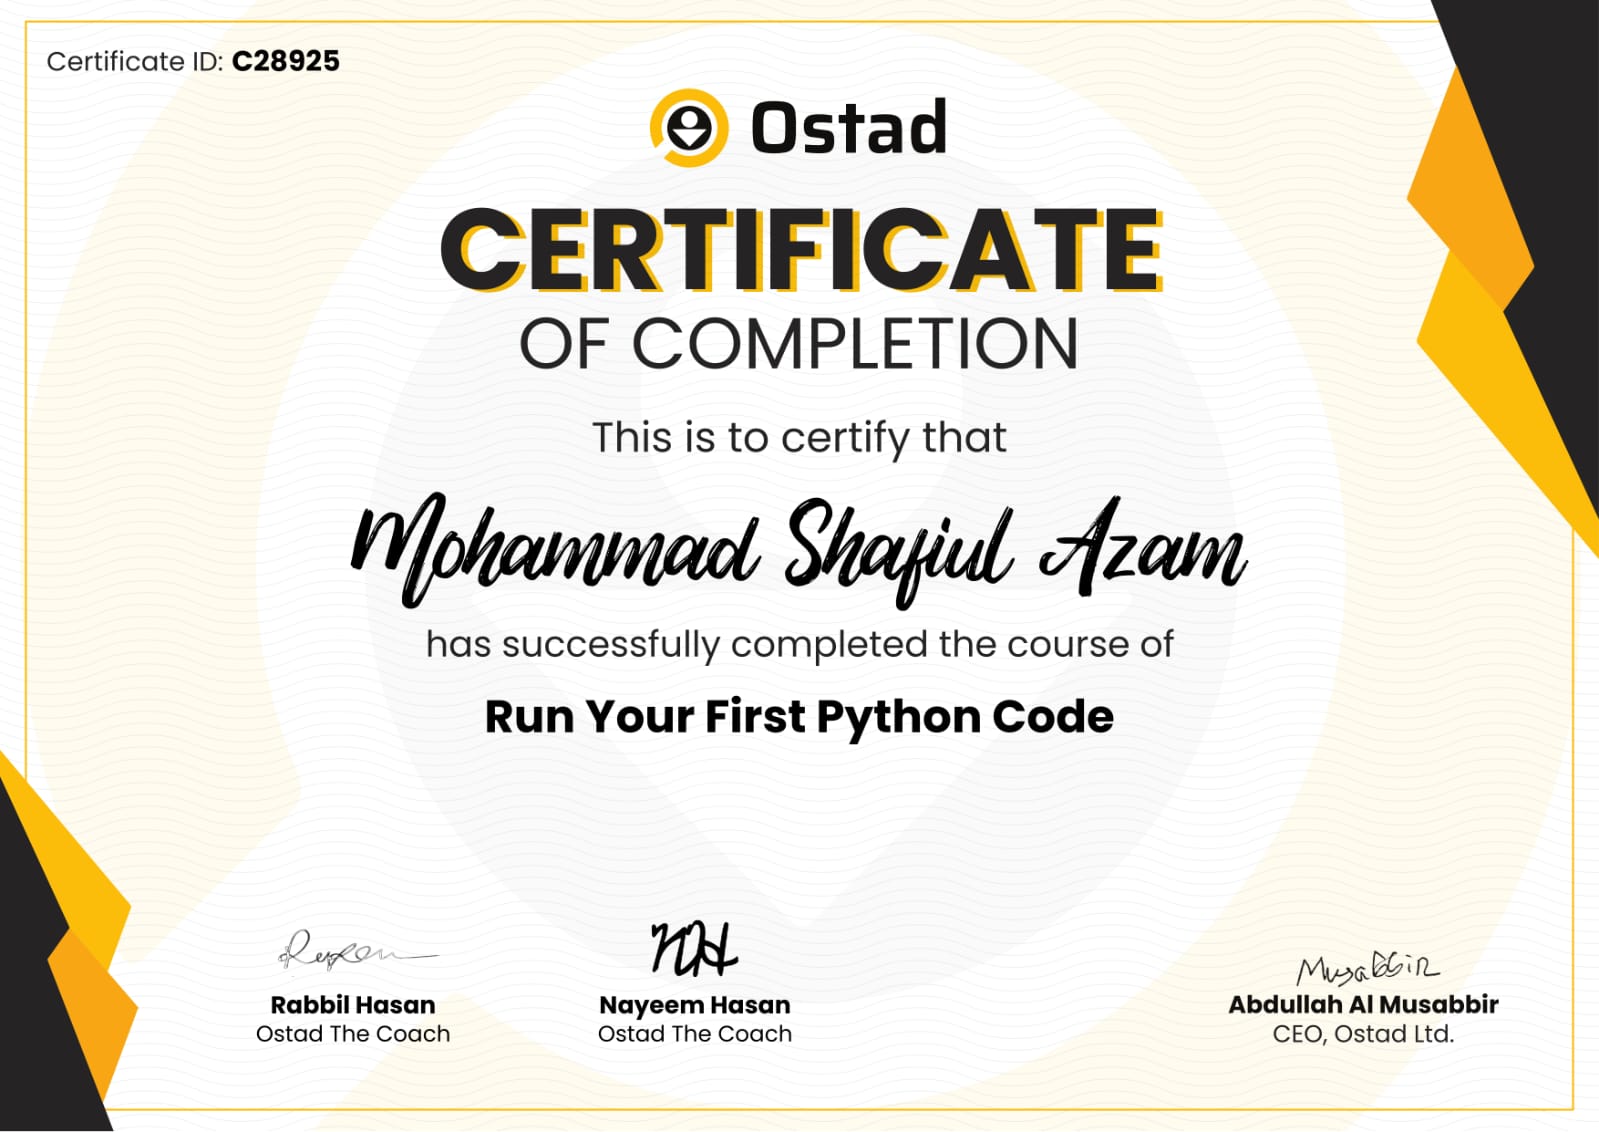 Certificate ID: C28925
Ostad
CERTIFICATE
OF COMPLETION
This is to certify that
Mohammad Shafiul Azam
has successfully completed the course of
Run Your First Python Code
NH
Musabbir
Rabbil Hasan
Nayeem Hasan
Abdullah Al Musabbir
Ostad The Coach
Ostad The Coach
CEO, Ostad Ltd.